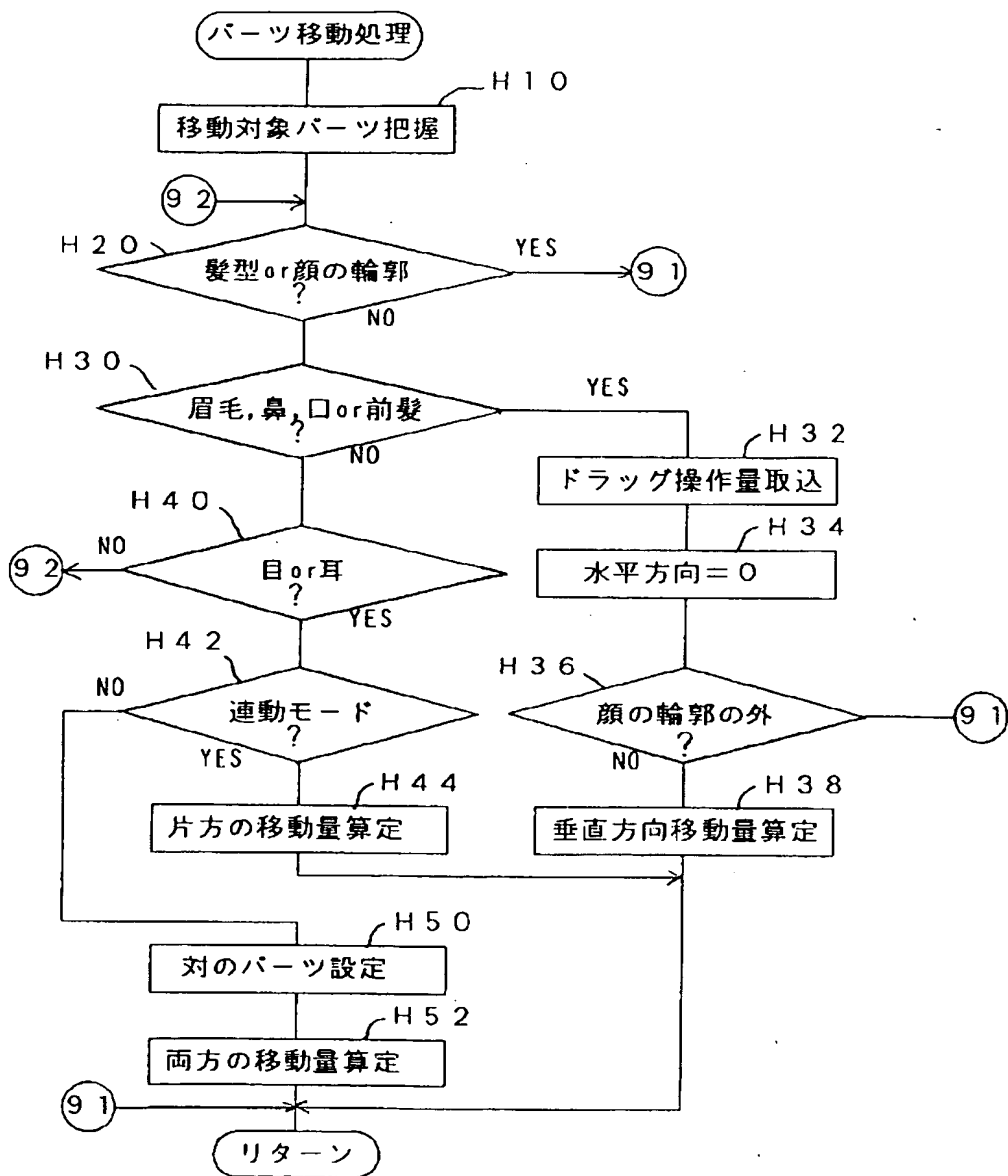 パーツ移動処理
H10
移動対象パーツ把握
92
H20
髪型or顔の輪郭
?
YES
91
NO
H30
眉毛,鼻,口or前髪
?
YES
NO
H32
ドラッグ操作量取込
H40
目or耳
?
NO
92
YES
H34
水平方向=0
H42
連動モード
?
NO
YES
H36
顔の輪郭の外
?
91
NO
H44
片方の移動量算定
H38
垂直方向移動量算定
H50
対のパーツ設定
H52
両方の移動量算定
91
リターン